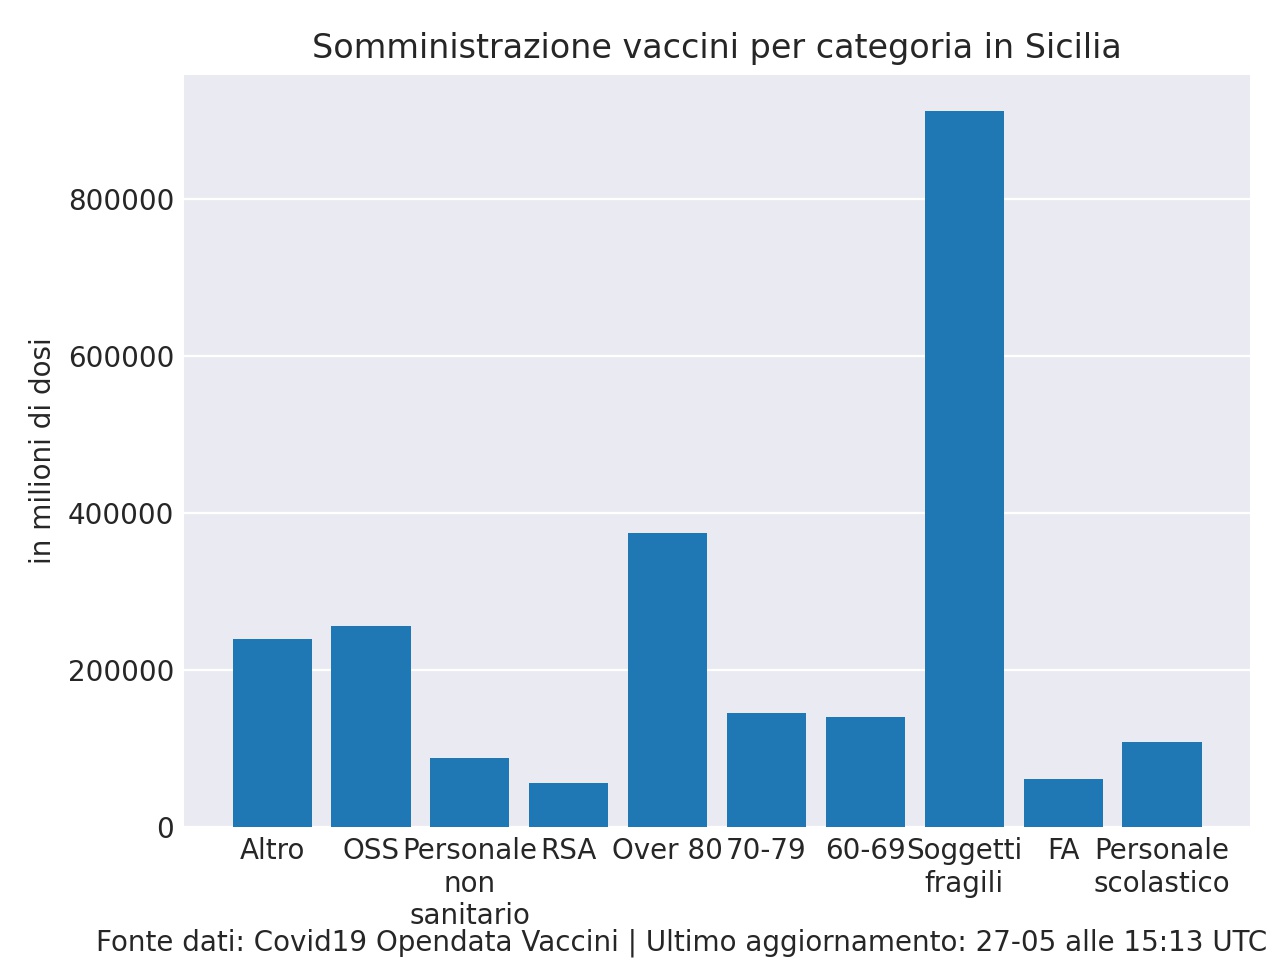 Somministrazione vaccini per categoria in Sicilia
in milioni di dosi
800000
600000
400000
200000
0
Altro
OSS
Personale
non
sanitario
RSA
Over 80
70-79
60-69
Soggetti
fragili
FA
Personale
scolastico
Fonte dati: Covid19 Opendata Vaccini | Ultimo aggiornamento: 27-05 alle 15:13 UTC